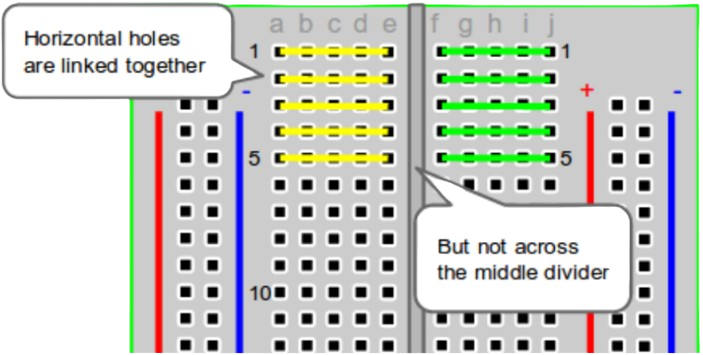 Horizontal holes
are linked together
a b c d e f g h i j
1 1
- + -
5 5
But not across
the middle divider
10